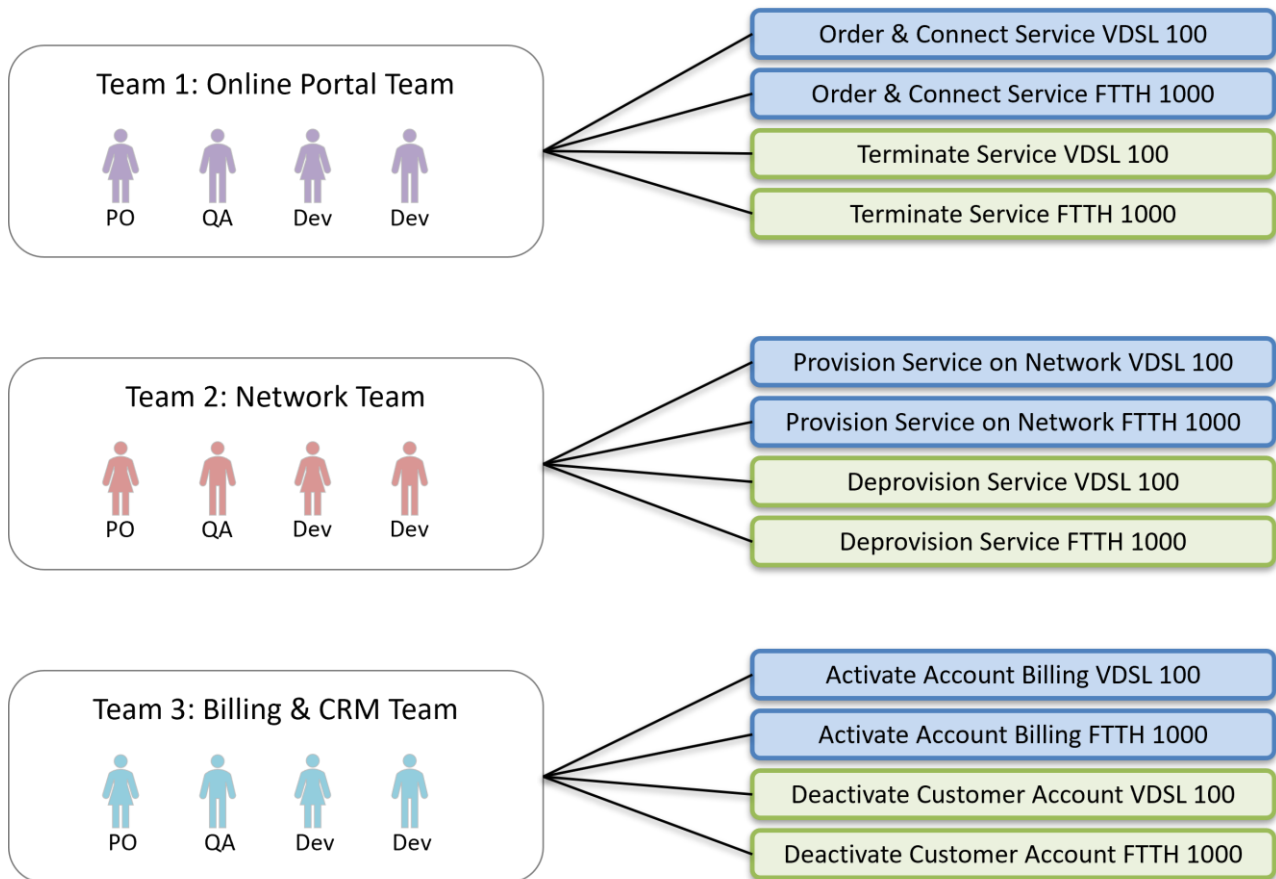 Team 1: Online Portal Team
PO
QA
Dev
Dev
Order & Connect Service VDSL 100
Order & Connect Service FTTH 1000
Terminate Service VDSL 100
Terminate Service FTTH 1000
Team 2: Network Team
PO
QA
Dev
Dev
Provision Service on Network VDSL 100
Provision Service on Network FTTH 1000
Deprovision Service VDSL 100
Deprovision Service FTTH 1000
Team 3: Billing & CRM Team
PO
QA
Dev
Dev
Activate Account Billing VDSL 100
Activate Account Billing FTTH 1000
Deactivate Customer Account VDSL 100
Deactivate Customer Account FTTH 1000